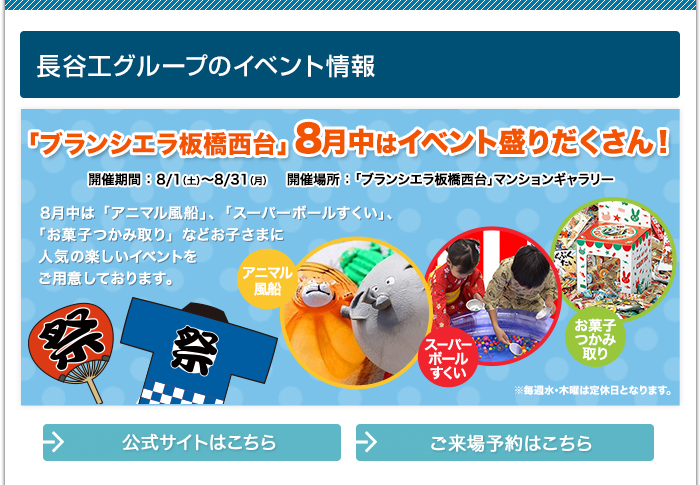 長谷工グループのイベント情報
「ブランシエラ板橋西台」8月中はイベント盛りだくさん！
開催期間：8/1(土)〜8/31(月)　開催場所：「ブランシエラ板橋西台」マンションギャラリー
8月中は「アニマル風船」、「スーパーボールすくい」、
「お菓子つかみ取り」などお子さまに
人気の楽しいイベントを
ご用意しております。
アニマル
風船
スーパー
ボール
すくい
お菓子
つかみ
取り
祭
祭
※毎週水・木曜は定休日となります。
公式サイトはこちら
ご来場予約はこちら